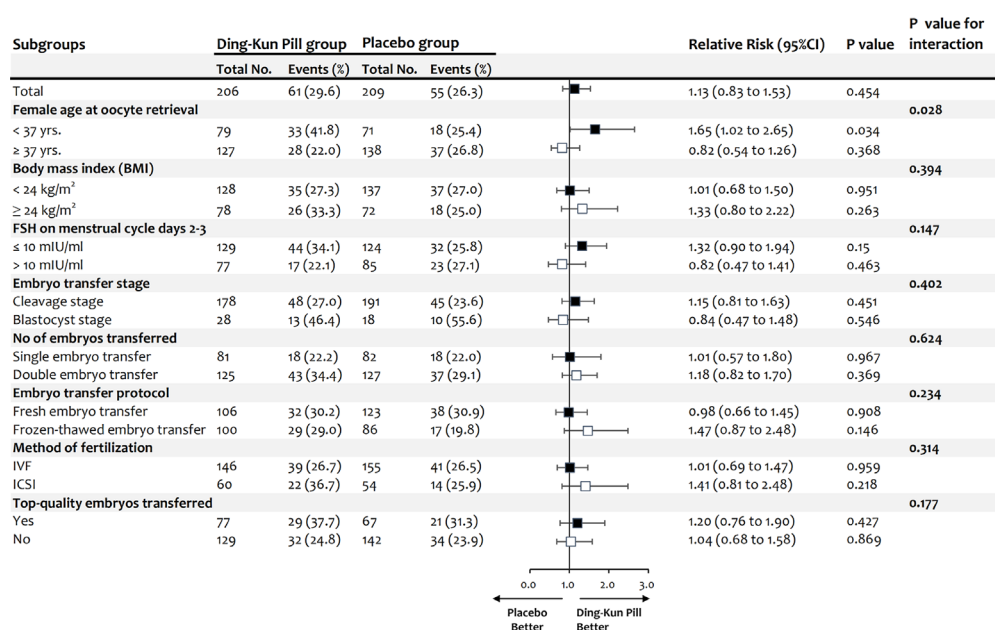 P value for
Subgroups Ding-Kun Pill group Placebo group Relative Risk (95%CI) P value interaction
Total No. Events (%) Total No. Events (%)
Total 206 61 (29.6) 209 55 (26.3) 1.13 (0.83 to 1.53) 0.454
Female age at oocyte retrieval 0.028
< 37 yrs. 79 33 (41.8) 71 18 (25.4) 1.65 (1.02 to 2.65) 0.034
≥ 37 yrs. 127 28 (22.0) 138 37 (26.8) 0.82 (0.54 to 1.26) 0.368
Body mass index (BMI) 0.394
< 24 kg/m² 128 35 (27.3) 137 37 (27.0) 1.01 (0.68 to 1.50) 0.951
≥ 24 kg/m² 78 26 (33.3) 72 18 (25.0) 1.33 (0.80 to 2.22) 0.263
FSH on menstrual cycle days 2-3 0.147
≤ 10 mIU/ml 129 44 (34.1) 124 32 (25.8) 1.32 (0.90 to 1.94) 0.15
> 10 mIU/ml 77 17 (22.1) 85 23 (27.1) 0.82 (0.47 to 1.41) 0.463
Embryo transfer stage 0.402
Cleavage stage 178 48 (27.0) 191 45 (23.6) 1.15 (0.81 to 1.63) 0.451
Blastocyst stage 28 13 (46.4) 18 10 (55.6) 0.84 (0.47 to 1.48) 0.546
No of embryos transferred 0.624
Single embryo transfer 81 18 (22.2) 82 18 (22.0) 1.01 (0.57 to 1.80) 0.967
Double embryo transfer 125 43 (34.4) 127 37 (29.1) 1.18 (0.82 to 1.70) 0.369
Embryo transfer protocol 0.234
Fresh embryo transfer 106 32 (30.2) 123 38 (30.9) 0.98 (0.66 to 1.45) 0.908
Frozen-thawed embryo transfer 100 29 (29.0) 86 17 (19.8) 1.47 (0.87 to 2.48) 0.146
Method of fertilization 0.314
IVF 146 39 (26.7) 155 41 (26.5) 1.01 (0.69 to 1.47) 0.959
ICSI 60 22 (36.7) 54 14 (25.9) 1.41 (0.81 to 2.48) 0.218
Top-quality embryos transferred 0.177
Yes 77 29 (37.7) 67 21 (31.3) 1.20 (0.76 to 1.90) 0.427
No 129 32 (24.8) 142 34 (23.9) 1.04 (0.68 to 1.58) 0.869
0.0 1.0 2.0 3.0
Placebo Ding-Kun Pill
Better Better